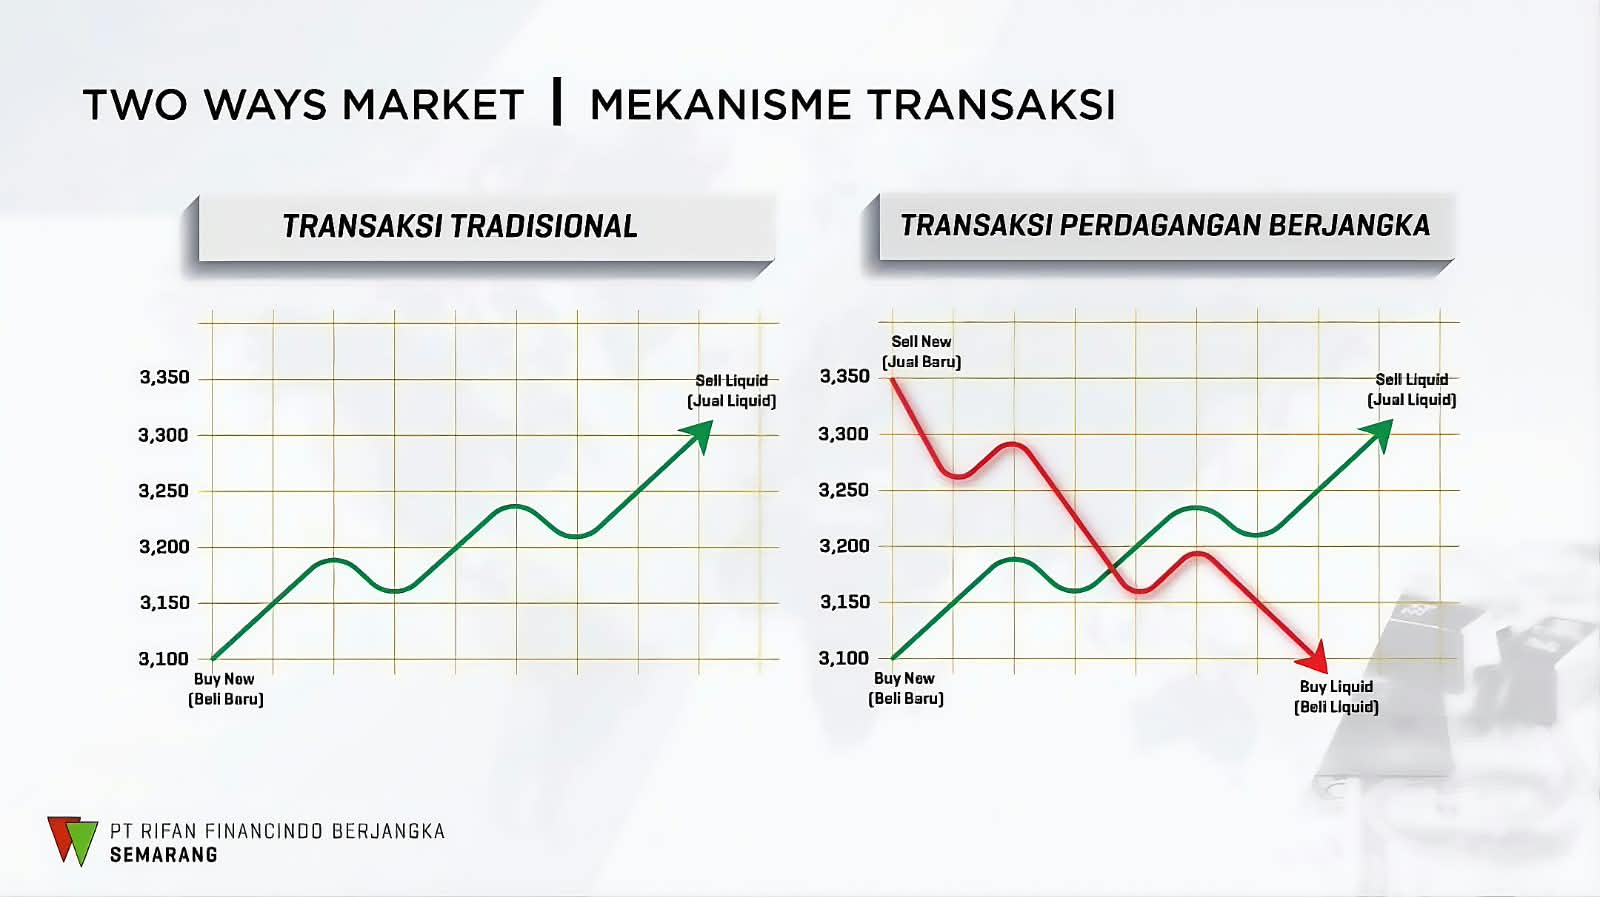 TWO WAYS MARKET | MEKANISME TRANSAKSI
TRANSAKSI TRADISIONAL
3,350
3,300
3,250
3,200
3,150
3,100
Sell Liquid
(Jual Liquid)
Buy New
(Beli Baru)
TRANSAKSI PERDAGANGAN BERJANGKA
Sell New
(Jual Baru)
3,350
3,300
3,250
3,200
3,150
3,100
Sell Liquid
(Jual Liquid)
Buy New
(Beli Baru)
Buy Liquid
(Beli Liquid)
PT RIFAN FINANCINDO BERJANGKA
SEMARANG